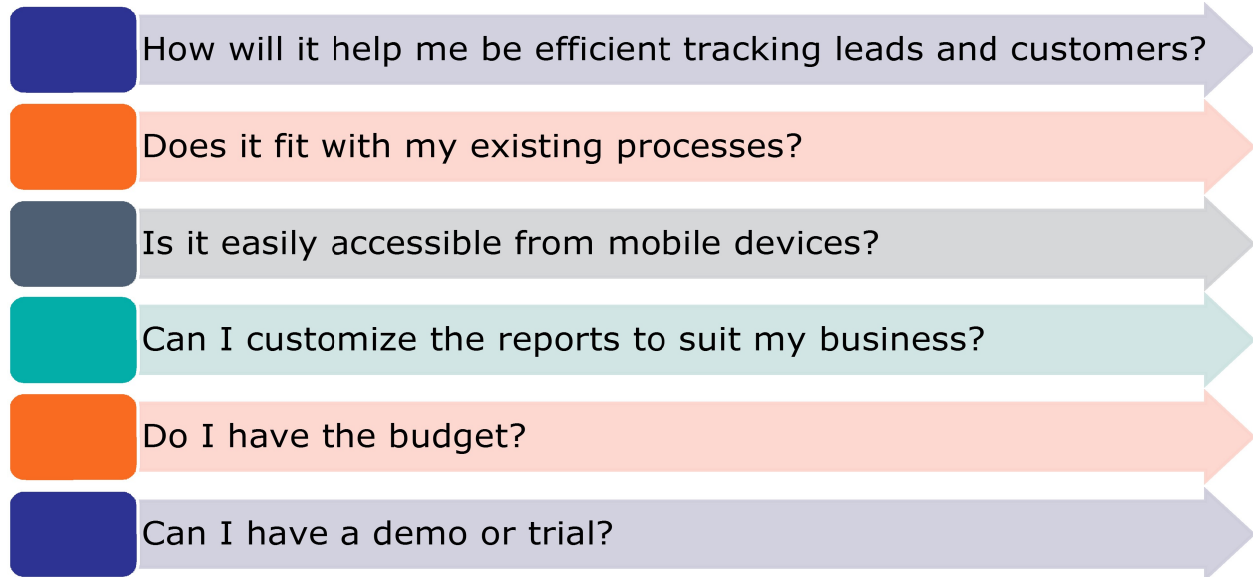 How will it help me be efficient tracking leads and customers?
Does it fit with my existing processes?
Is it easily accessible from mobile devices?
Can I customize the reports to suit my business?
Do I have the budget?
Can I have a demo or trial?